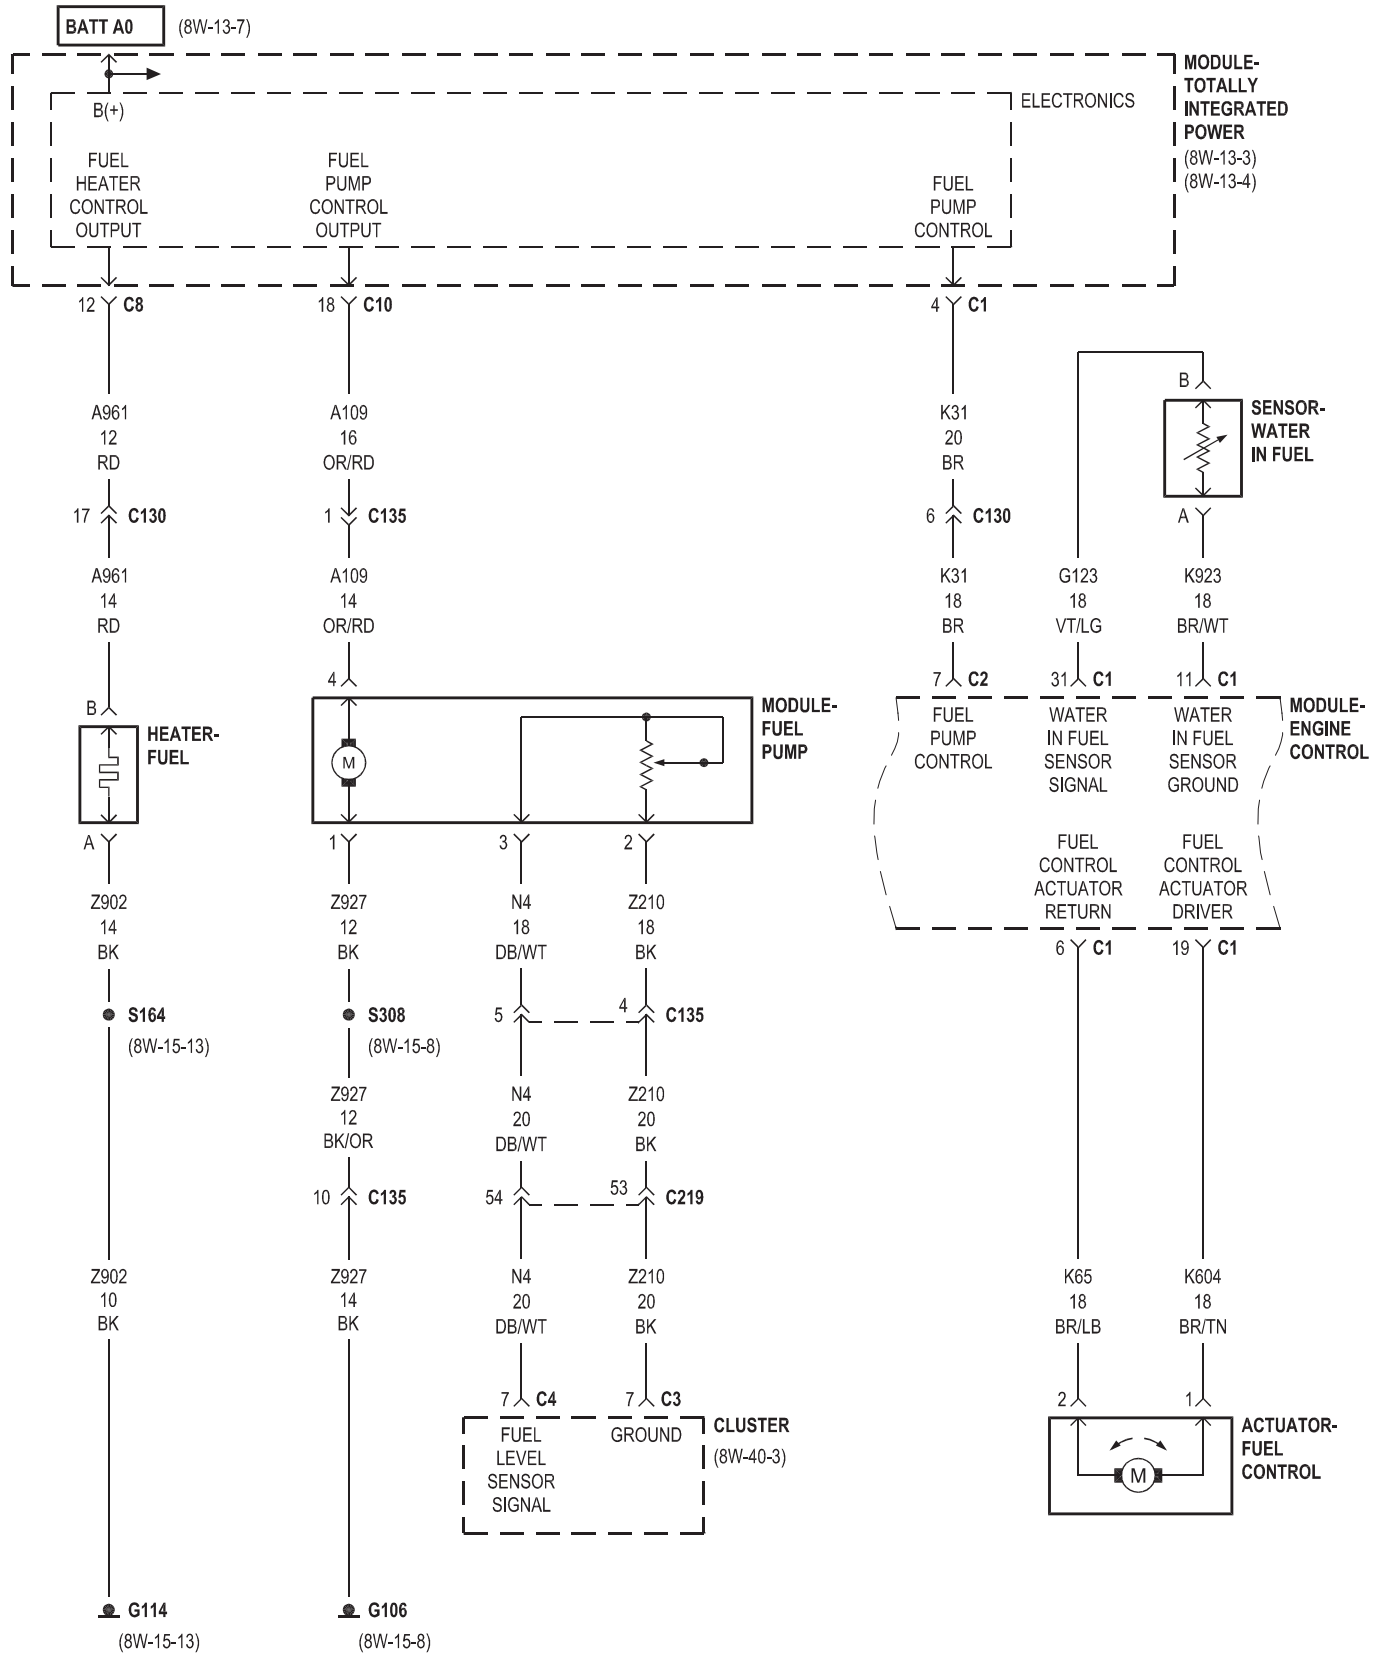 BATT A0 (8W-13-7)
MODULE-
TOTALLY
INTEGRATED
POWER
(8W-13-3)
(8W-13-4)
ELECTRONICS
B(+)
FUEL
HEATER
CONTROL
OUTPUT
FUEL
PUMP
CONTROL
OUTPUT
FUEL
PUMP
CONTROL
12 C8
18 C10
4 C1
A961
12
RD
A109
16
OR/RD
K31
20
BR
B
SENSOR-
WATER
IN FUEL
A
17 C130
1 C135
6 C130
A961
14
RD
A109
14
OR/RD
K31
18
BR
G123
18
VT/LG
K923
18
BR/WT
B
4
7 C2
31 C1
11 C1
HEATER-
FUEL
M
MODULE-
FUEL
PUMP
FUEL
PUMP
CONTROL
WATER
IN FUEL
SENSOR
SIGNAL
WATER
IN FUEL
SENSOR
GROUND
MODULE-
ENGINE
CONTROL
FUEL
CONTROL
ACTUATOR
RETURN
FUEL
CONTROL
ACTUATOR
DRIVER
A
1
3
2
6 C1
19 C1
Z902
14
BK
Z927
12
BK
N4
18
DB/WT
Z210
18
BK
S164
(8W-15-13)
S308
(8W-15-8)
5
4 C135
Z927
12
BK/OR
N4
20
DB/WT
Z210
20
BK
10 C135
54
53 C219
Z902
10
BK
Z927
14
BK
N4
20
DB/WT
Z210
20
BK
K65
18
BR/LB
K604
18
BR/TN
7 C4
7 C3
2
1
FUEL
LEVEL
SENSOR
SIGNAL
GROUND
CLUSTER
(8W-40-3)
M
ACTUATOR-
FUEL
CONTROL
G114
(8W-15-13)
G106
(8W-15-8)